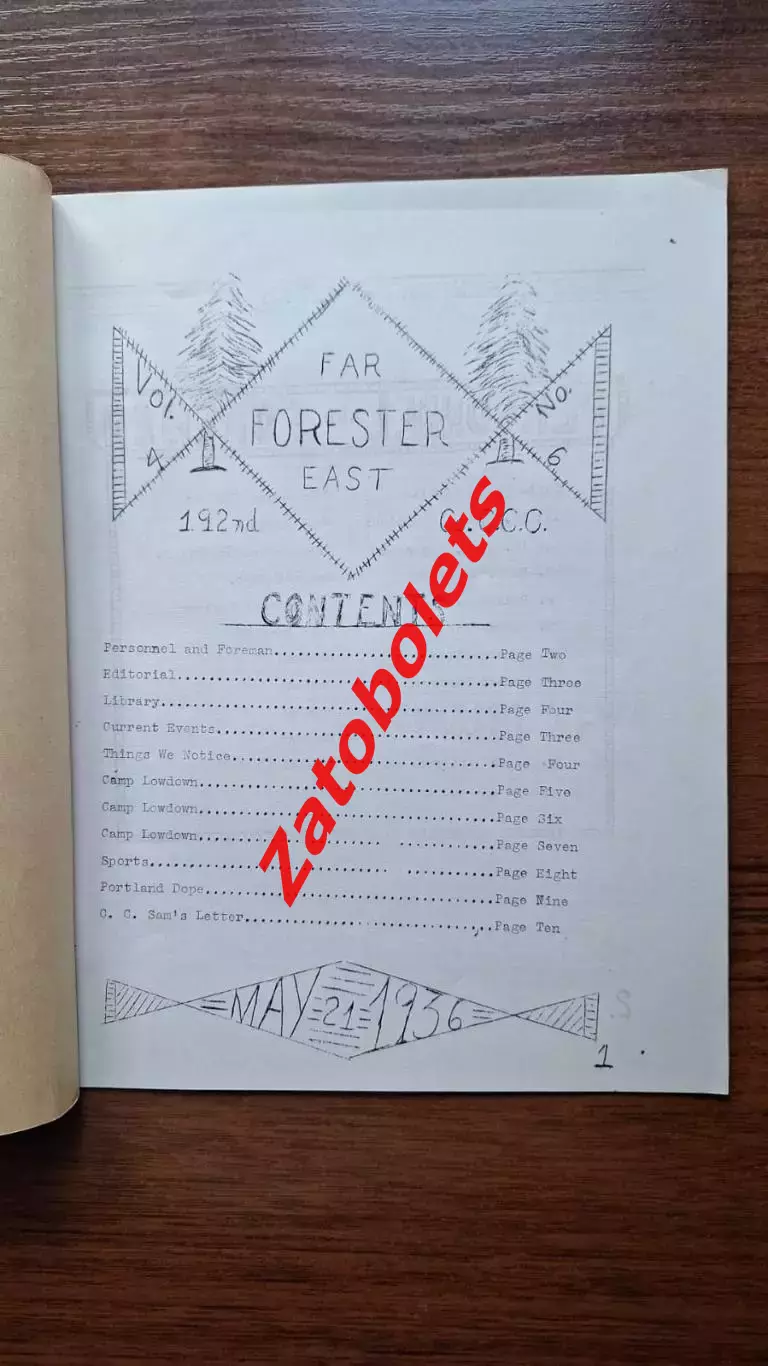 FAR
FORESTER
EAST
Vol.
4
No.
6
192nd C.C.C.C.
CONTENTS
Personnel and Foreman..............................Page Two
Editorial..........................................Page Three
Library............................................Page Four
Current Events.....................................Page Three
Things We Notice...................................Page Four
Camp Lowdown.......................................Page Five
Camp Lowdown.......................................Page Six
Camp Lowdown.......................... ............Page Seven
Sports................................ ............Page Eight
Portland Dope......................................Page Nine
C. C. Sam's Letter.................................Page Ten
MAY 21 1936
1
Zatobolets